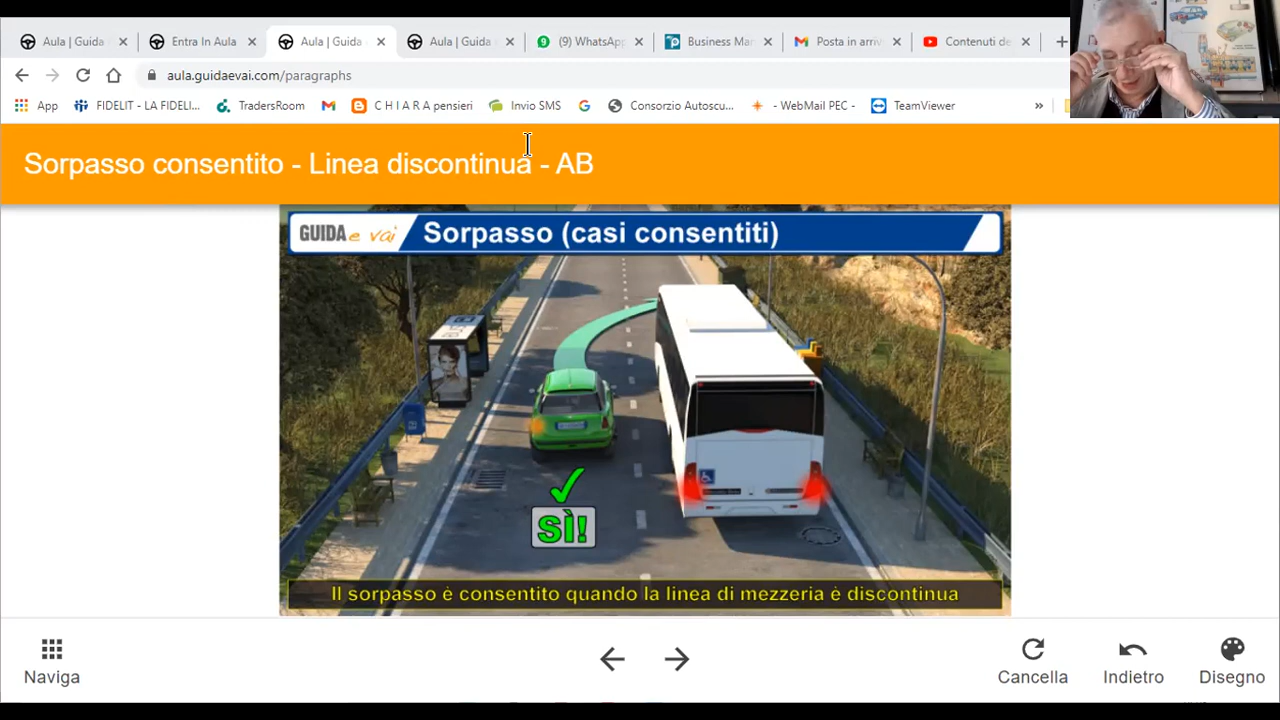 Aula | Guida
Entra In Aula
Aula | Guida
Aula | Guida
(9) WhatsApp
Business Mar
Posta in arriv
Contenuti de
aula.guidaevai.com/paragraphs
App
FIDELIT - LA FIDELI...
TradersRoom
C H I A R A pensieri
Invio SMS
Consorzio Autoscu...
- WebMail PEC -
TeamViewer
»
Sorpasso consentito - Linea discontinua - AB
GUIDA e vai
Sorpasso (casi consentiti)
SÌ!
Il sorpasso è consentito quando la linea di mezzeria è discontinua
Naviga
Cancella
Indietro
Disegno